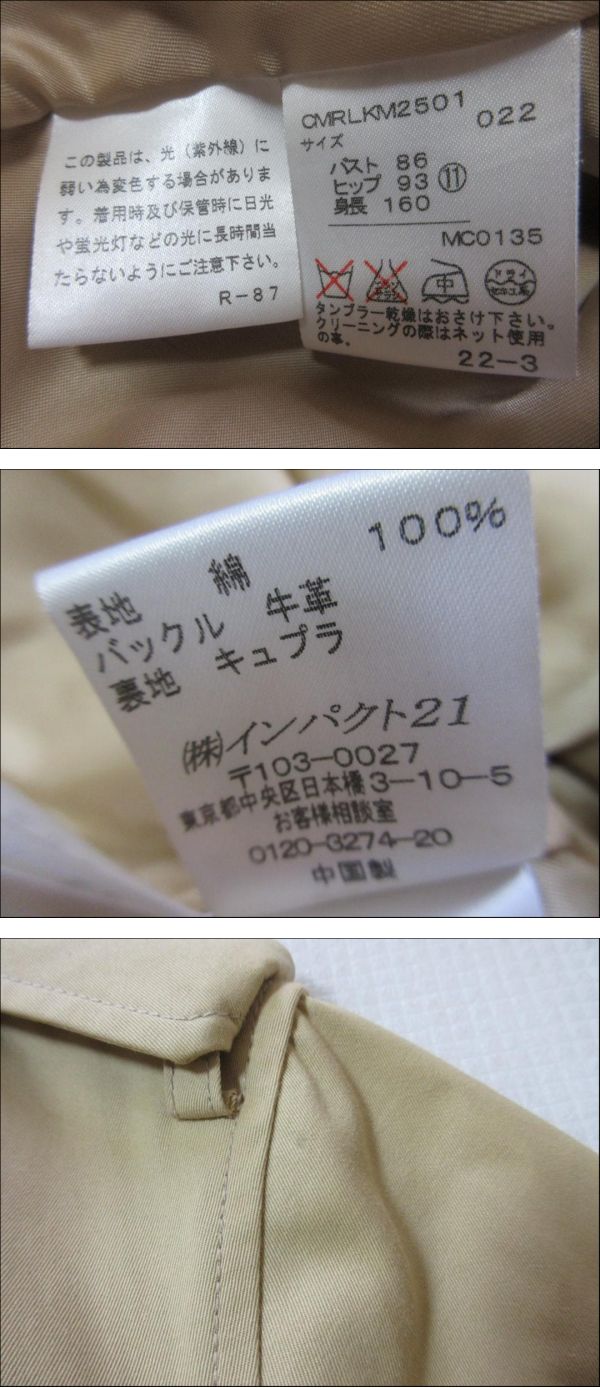 この製品は、光(紫外線)に
弱い為変色する場合がありま
す。着用時及び保管時に日光
や蛍光灯などの光に長時間当
たらないようにご注意下さい。
R-87
CMRLKM2501
022
サイズ
バスト 86
ヒップ 93 ⑪
身長 160
MC0135
中
ドライ
セキユ系
タンブラー乾燥はおさけ下さい。
クリーニングの際はネット使用
の事。
22-3
表地 綿 100%
バックル 牛革
裏地 キュプラ
(株)インパクト21
〒103-0027
東京都中央区日本橋3-10-5
お客様相談室
0120-3274-20
中国製